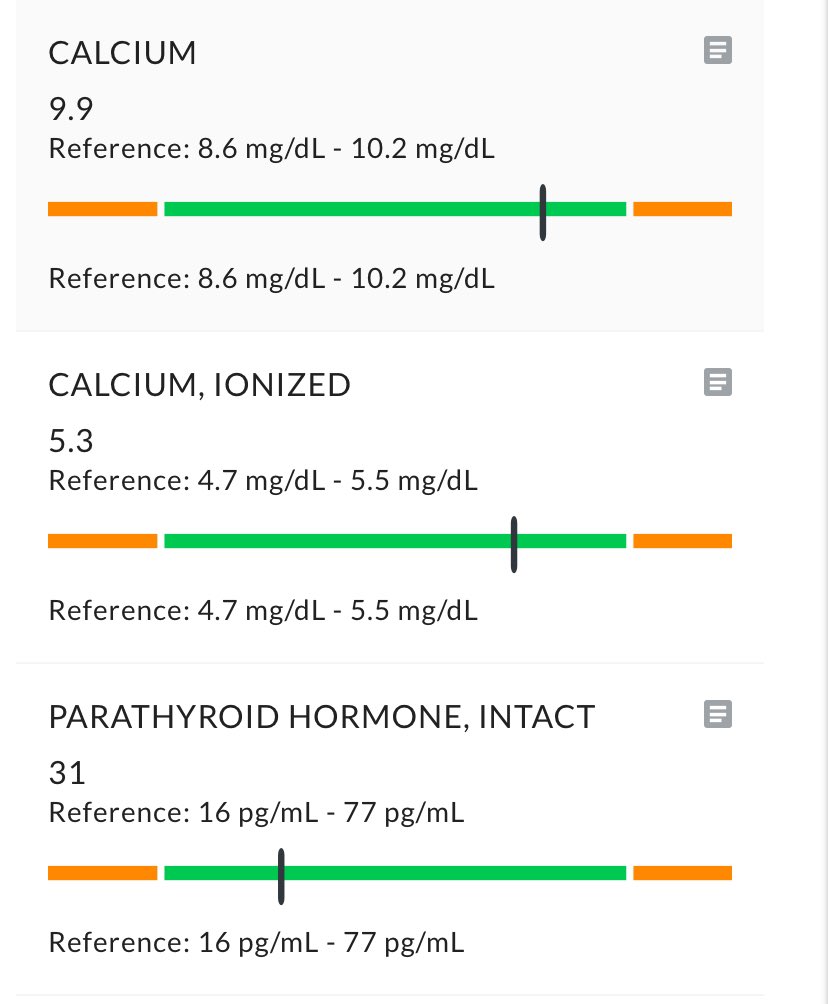 CALCIUM
9.9
Reference: 8.6 mg/dL - 10.2 mg/dL
Reference: 8.6 mg/dL - 10.2 mg/dL
CALCIUM, IONIZED
5.3
Reference: 4.7 mg/dL - 5.5 mg/dL
Reference: 4.7 mg/dL - 5.5 mg/dL
PARATHYROID HORMONE, INTACT
31
Reference: 16 pg/mL - 77 pg/mL
Reference: 16 pg/mL - 77 pg/mL